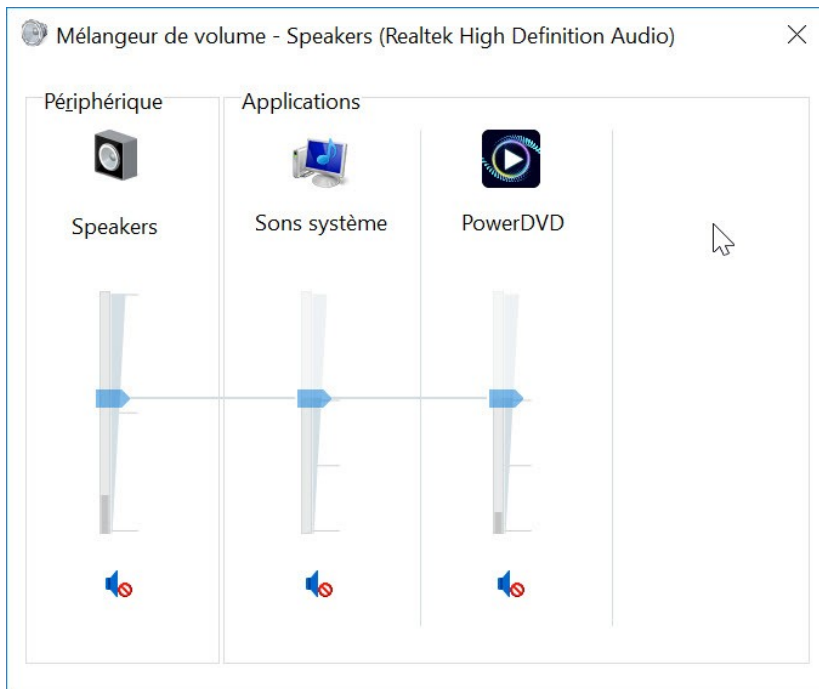 Mélangeur de volume - Speakers (Realtek High Definition Audio)
Périphérique
Applications
Speakers
Sons système
PowerDVD